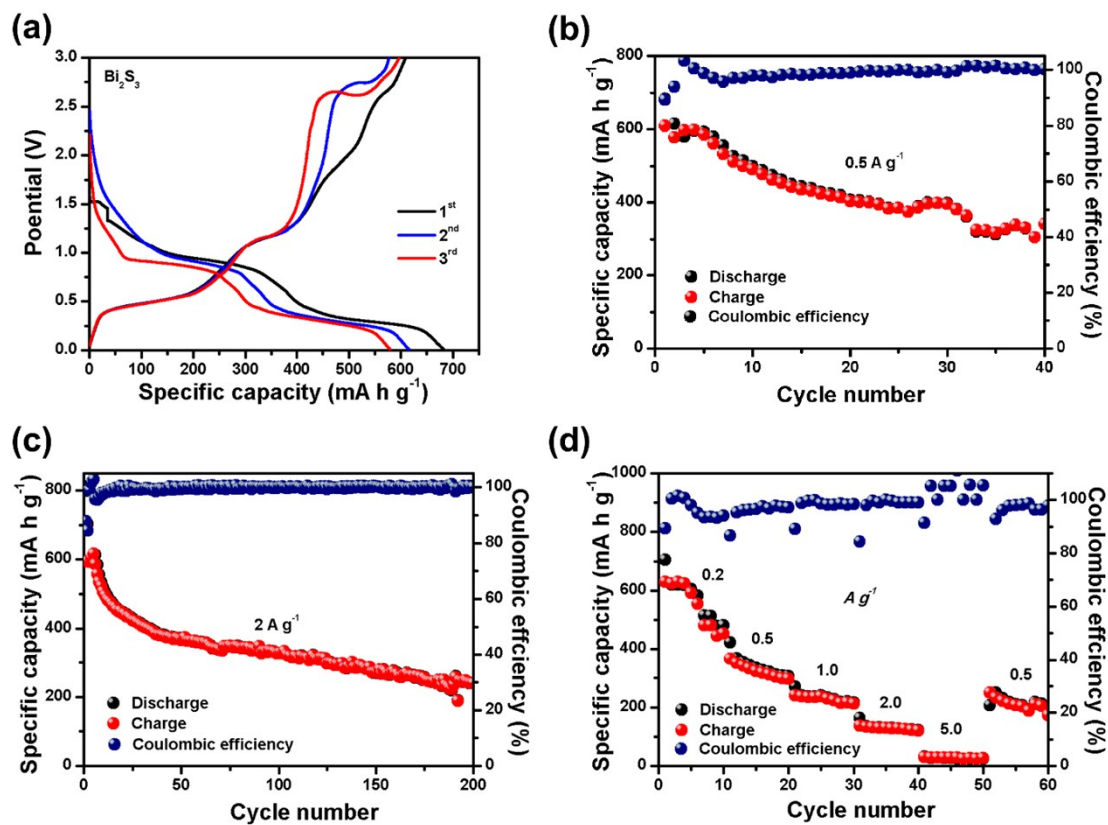 (a)
Bi₂S₃
Poential (V)
3.0
2.5
2.0
1.5
1.0
0.5
0.0
1ˢᵗ
2ⁿᵈ
3ʳᵈ
0 100 200 300 400 500 600 700
Specific capacity (mA h g⁻¹)
(b)
Specific capacity (mA h g⁻¹)
800
600
400
200
0
0.5 A g⁻¹
Discharge
Charge
Coulombic efficiency
100
80
60
40
20
0
Coulombic effciency (%)
0 10 20 30 40
Cycle number
(c)
Specific capacity (mA h g⁻¹)
800
600
400
200
0
2 A g⁻¹
Discharge
Charge
Coulombic efficiency
100
80
60
40
20
0
Coulombic effciency (%)
0 50 100 150 200
Cycle number
(d)
Specific capacity (mA h g⁻¹)
1000
800
600
400
200
0
0.2
A g⁻¹
0.5
1.0
2.0
5.0
0.5
Discharge
Charge
Coulombic efficiency
100
80
60
40
20
0
Coulombic effciency (%)
0 10 20 30 40 50 60
Cycle number